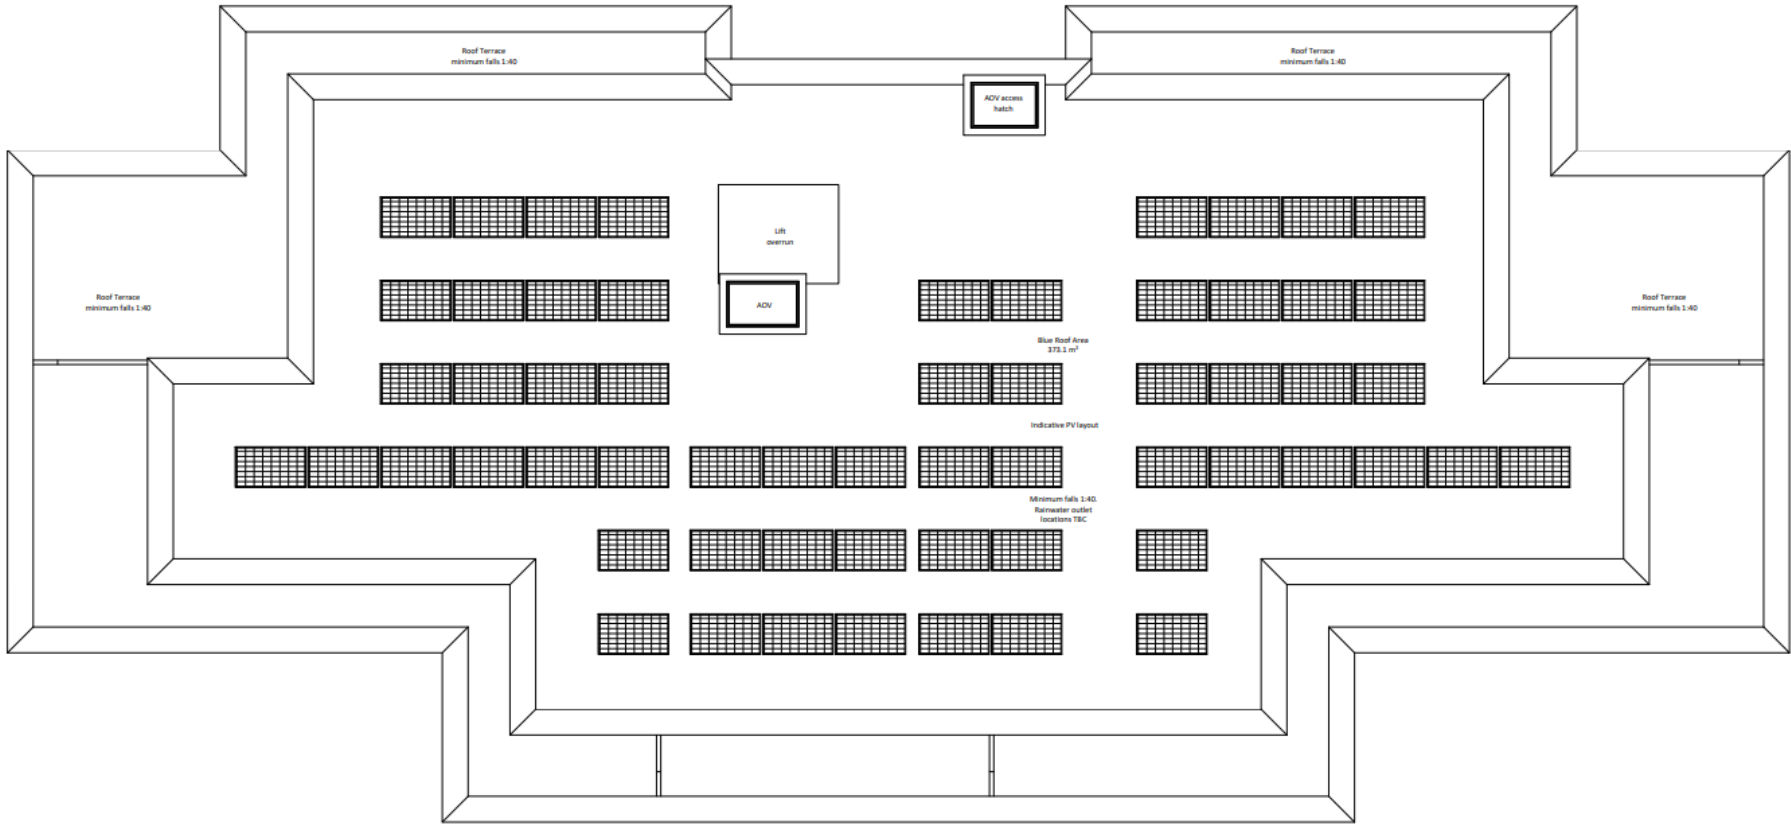 Roof Terrace
minimum falls 1:40
Roof Terrace
minimum falls 1:40
AOV access
hatch
Lift
overrun
Roof Terrace
minimum falls 1:40
AOV
Roof Terrace
minimum falls 1:40
Blue Roof Area
373.1 m²
Indicative PV layout
Minimum falls 1:40.
Rainwater outlet
locations TBC